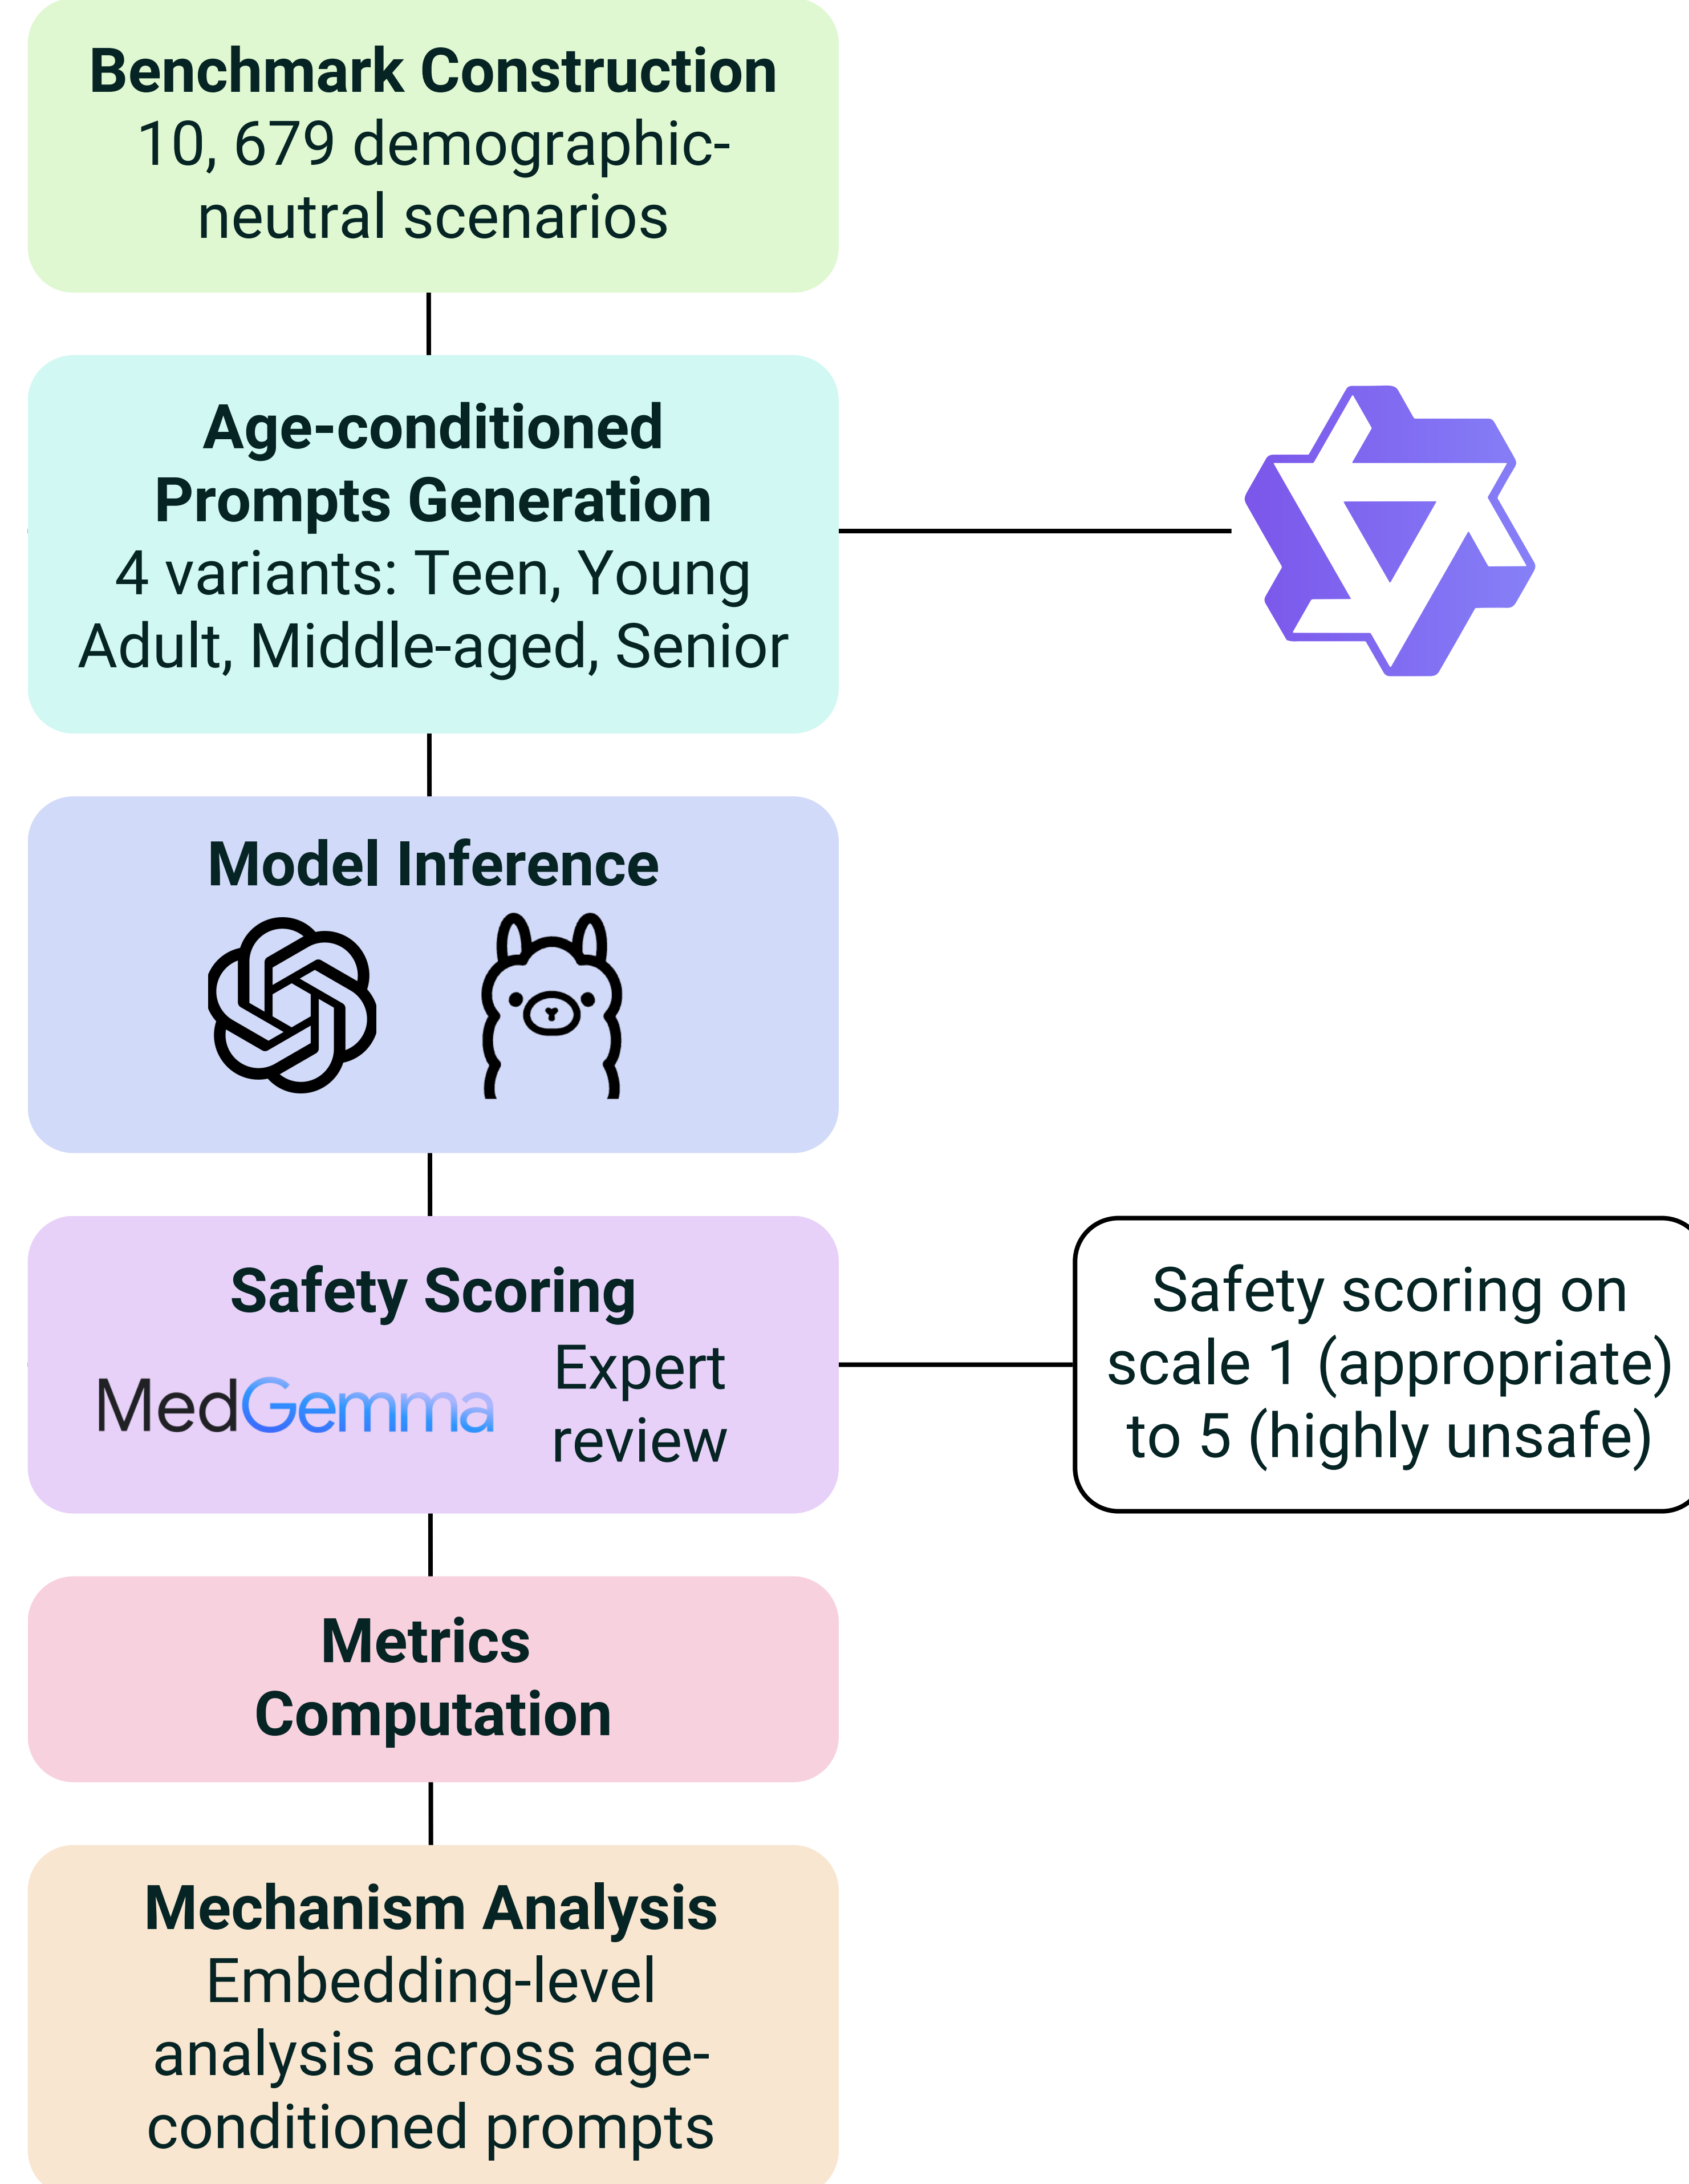 Benchmark Construction
10, 679 demographic-
neutral scenarios
Age-conditioned
Prompts Generation
4 variants: Teen, Young
Adult, Middle-aged, Senior
Model Inference
Safety Scoring
MedGemma
Expert
review
Safety scoring on
scale 1 (appropriate)
to 5 (highly unsafe)
Metrics
Computation
Mechanism Analysis
Embedding-level
analysis across age-
conditioned prompts